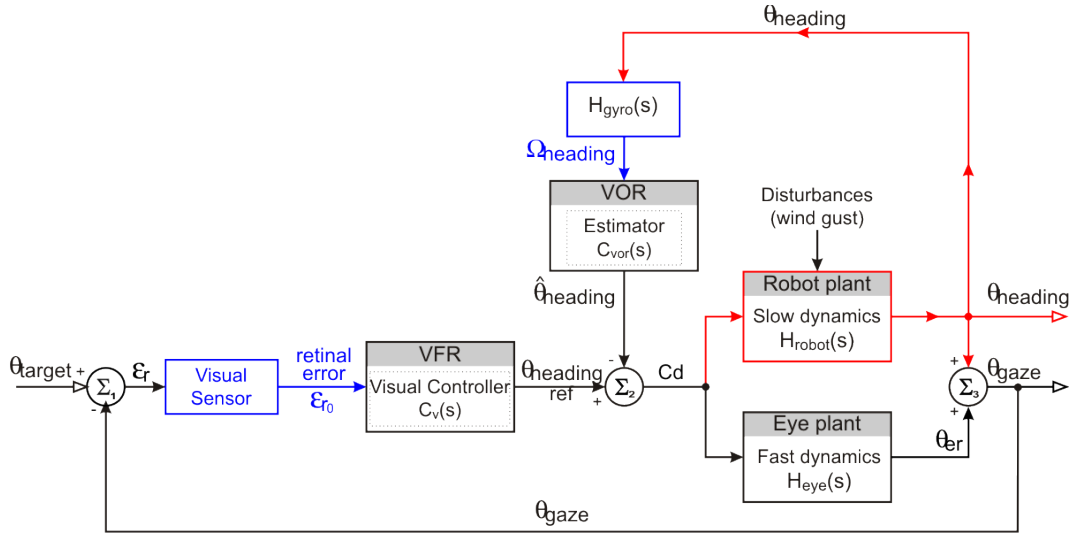 θheading
Hgyro(s)
Ωheading
VOR
Estimator
Cvor(s)
Disturbances
(wind gust)
θ̂heading
Robot plant
Slow dynamics
Hrobot(s)
θheading
θtarget
+
Σ1
-
εr
Visual
Sensor
retinal
error
εr0
VFR
Visual Controller
Cv(s)
θheading
ref
-
+
Σ2
Cd
+
Σ3
+
θgaze
Eye plant
Fast dynamics
Heye(s)
θer
θgaze